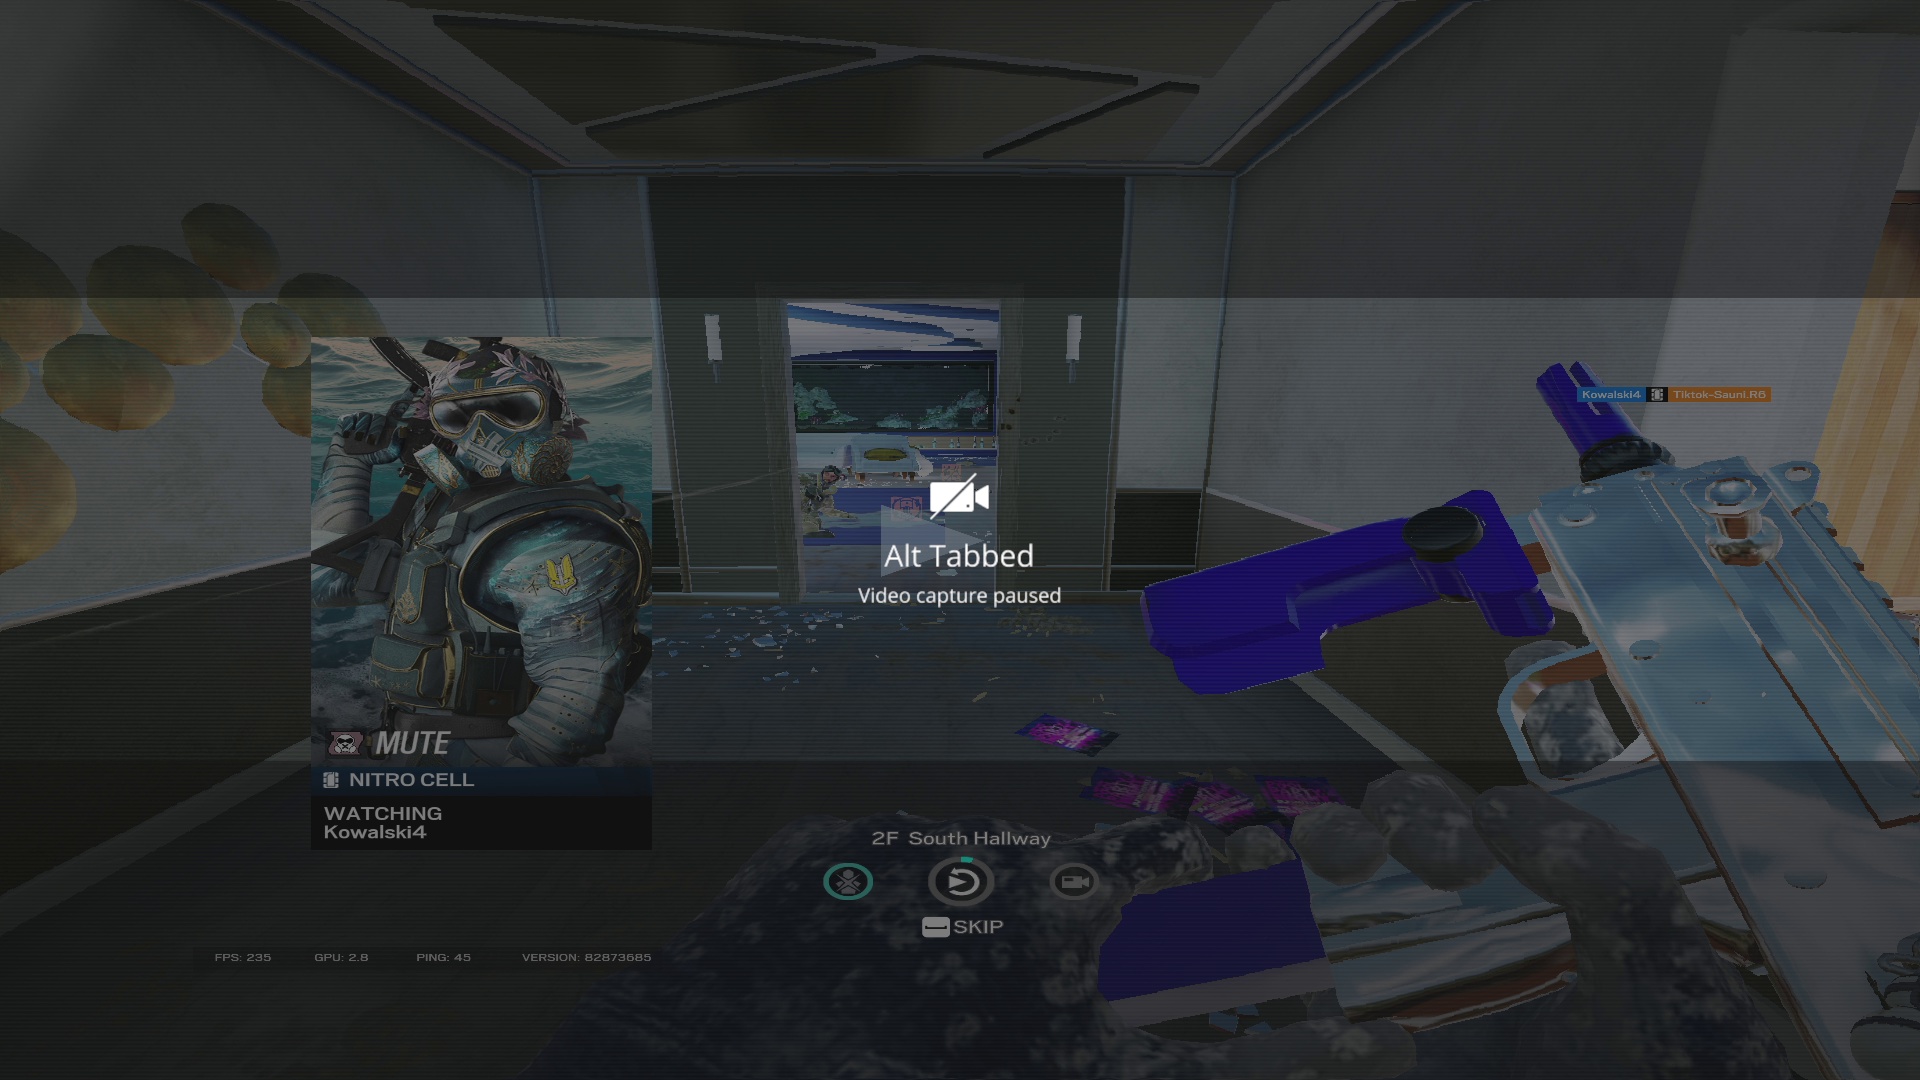 Kowalski4 Tiktok-Sauni.R6
Alt Tabbed
Video capture paused
MUTE
NITRO CELL
WATCHING
Kowalski4
2F South Hallway
SKIP
FPS: 235 GPU: 2.8 PING: 45 VERSION: 82873685